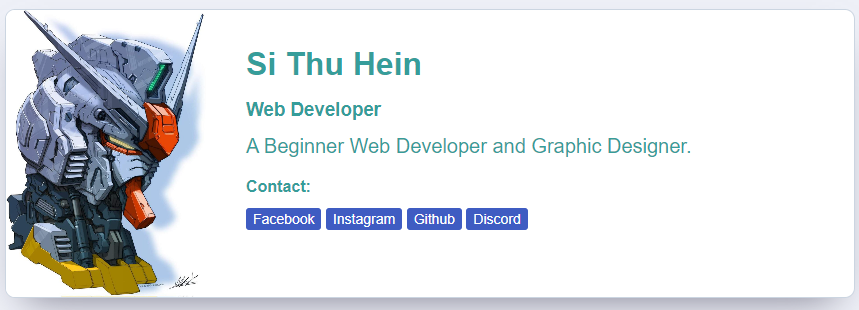 Si Thu Hein
Web Developer
A Beginner Web Developer and Graphic Designer.
Contact:
Facebook Instagram Github Discord